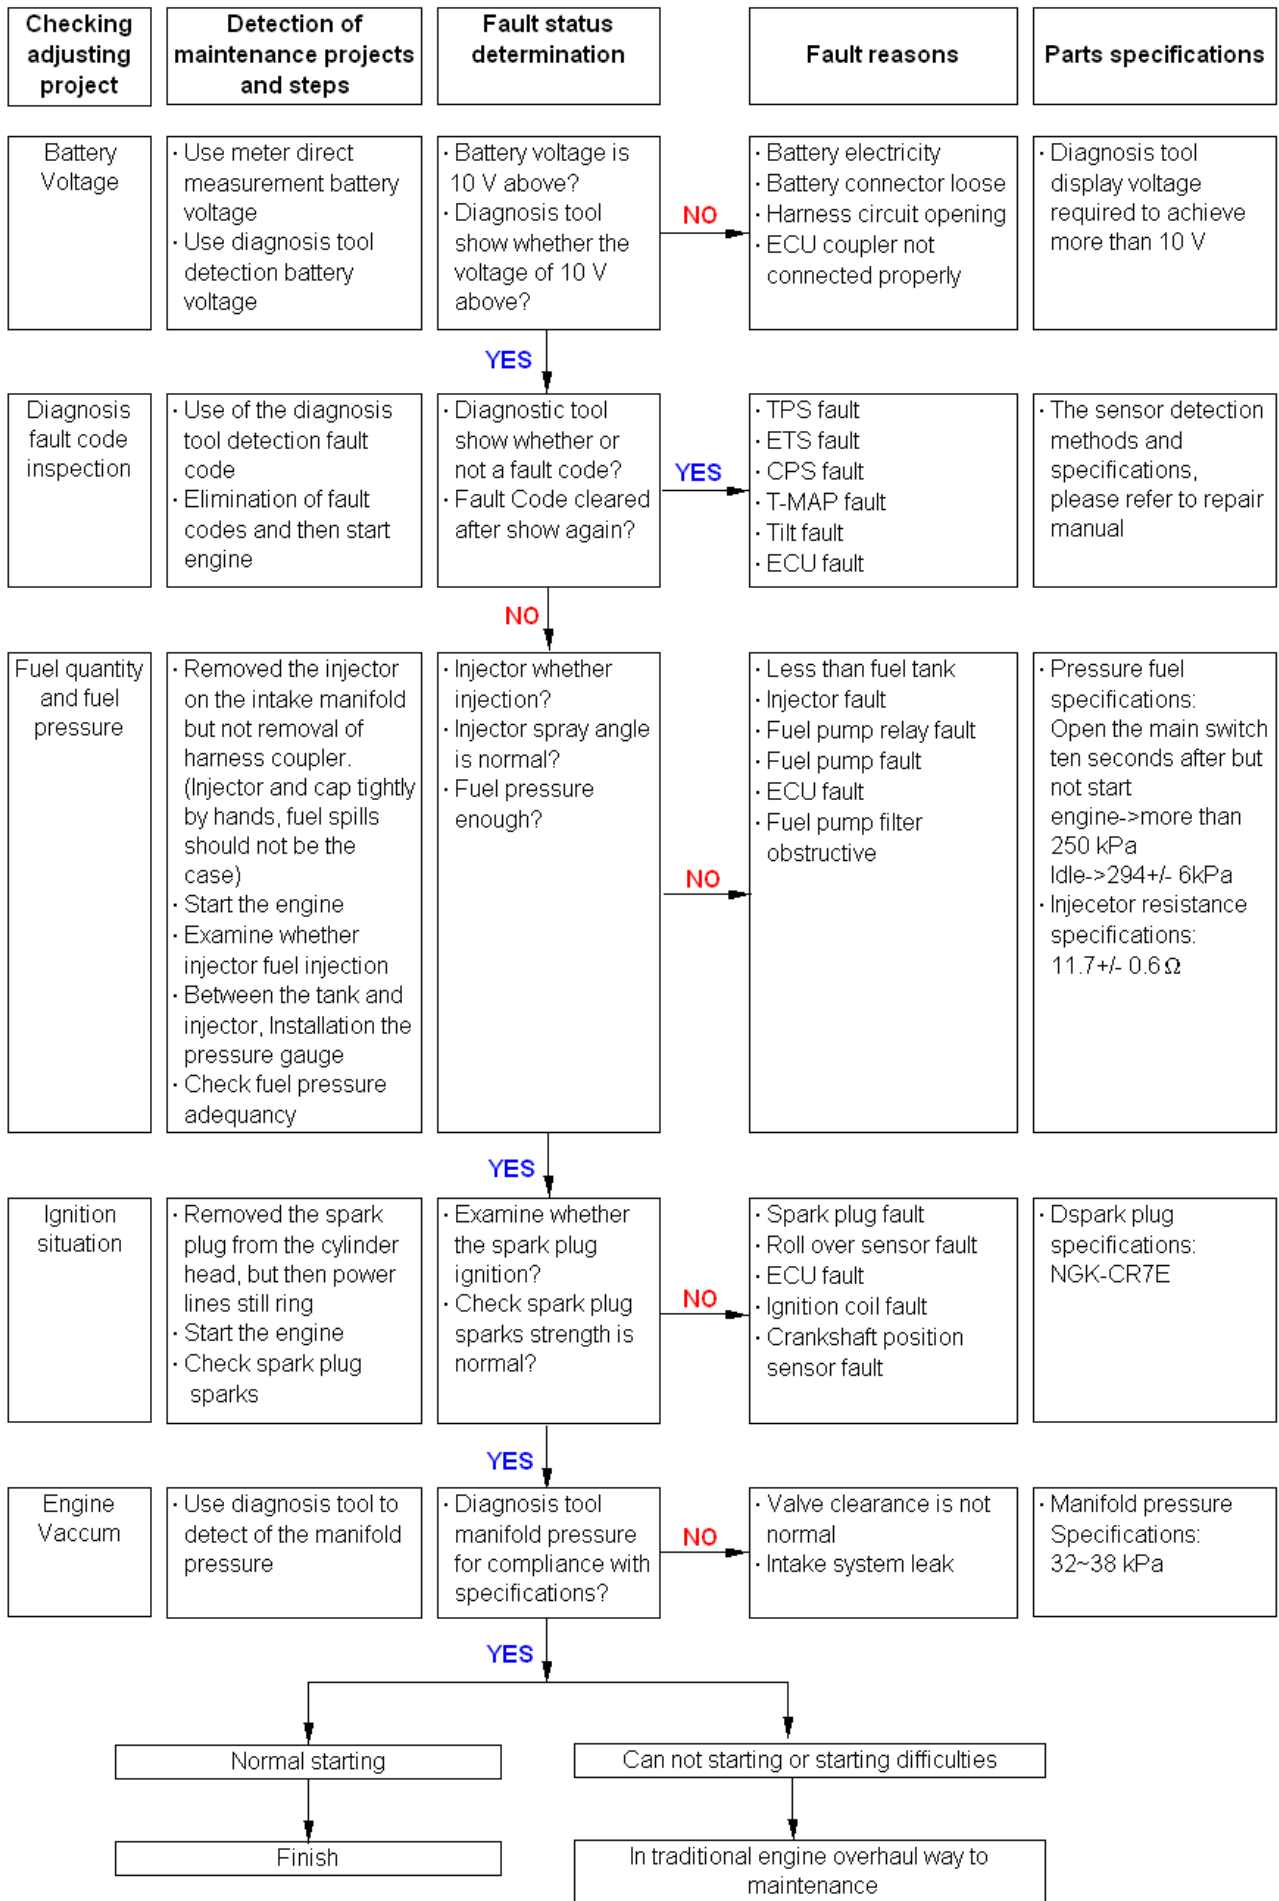 Checking
adjusting
project
Detection of
maintenance projects
and steps
Fault status
determination
Fault reasons
Parts specifications
Battery
Voltage
· Use meter direct
measurement battery
voltage
· Use diagnosis tool
detection battery
voltage
· Battery voltage is
10 V above?
· Diagnosis tool
show whether the
voltage of 10 V
above?
NO
· Battery electricity
· Battery connector loose
· Harness circuit opening
· ECU coupler not
connected properly
· Diagnosis tool
display voltage
required to achieve
more than 10 V
YES
Diagnosis
fault code
inspection
· Use of the diagnosis
tool detection fault
code
· Elimination of fault
codes and then start
engine
· Diagnostic tool
show whether or
not a fault code?
· Fault Code cleared
after show again?
YES
· TPS fault
· ETS fault
· CPS fault
· T-MAP fault
· Tilt fault
· ECU fault
· The sensor detection
methods and
specifications,
please refer to repair
manual
NO
Fuel quantity
and fuel
pressure
· Removed the injector
on the intake manifold
but not removal of
harness coupler.
(Injector and cap tightly
by hands, fuel spills
should not be the
case)
· Start the engine
· Examine whether
injector fuel injection
· Between the tank and
injector, Installation the
pressure gauge
· Check fuel pressure
adequancy
· Injector whether
injection?
· Injector spray angle
is normal?
· Fuel pressure
enough?
NO
· Less than fuel tank
· Injector fault
· Fuel pump relay fault
· Fuel pump fault
· ECU fault
· Fuel pump filter
obstructive
· Pressure fuel
specifications:
Open the main switch
ten seconds after but
not start
engine->more than
250 kPa
Idle->294+/- 6kPa
· Injecetor resistance
specifications:
11.7+/- 0.6 Ω
YES
Ignition
situation
· Removed the spark
plug from the cylinder
head, but then power
lines still ring
· Start the engine
· Check spark plug
sparks
· Examine whether
the spark plug
ignition?
· Check spark plug
sparks strength is
normal?
NO
· Spark plug fault
· Roll over sensor fault
· ECU fault
· Ignition coil fault
· Crankshaft position
sensor fault
· Dspark plug
specifications:
NGK-CR7E
YES
Engine
Vaccum
· Use diagnosis tool to
detect of the manifold
pressure
· Diagnosis tool
manifold pressure
for compliance with
specifications?
NO
· Valve clearance is not
normal
· Intake system leak
· Manifold pressure
Specifications:
32~38 kPa
YES
Normal starting
Can not starting or starting difficulties
Finish
In traditional engine overhaul way to
maintenance